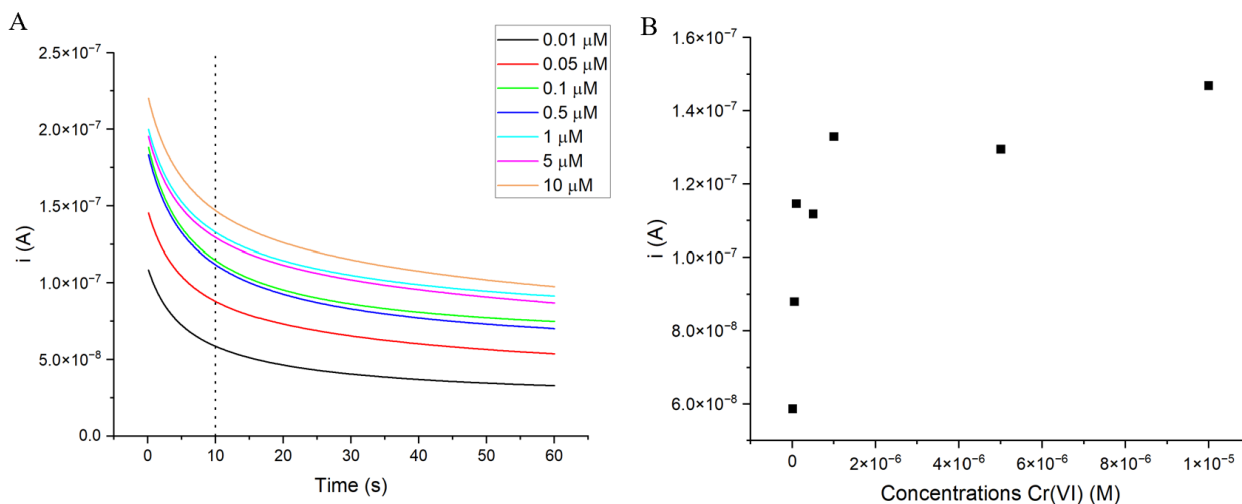 A
2.5×10⁻⁷
2.0×10⁻⁷
1.5×10⁻⁷
1.0×10⁻⁷
5.0×10⁻⁸
0.0
i (A)
0 10 20 30 40 50 60
Time (s)
0.01 μM
0.05 μM
0.1 μM
0.5 μM
1 μM
5 μM
10 μM
B
1.6×10⁻⁷
1.4×10⁻⁷
1.2×10⁻⁷
1.0×10⁻⁷
8.0×10⁻⁸
6.0×10⁻⁸
i (A)
0 2×10⁻⁶ 4×10⁻⁶ 6×10⁻⁶ 8×10⁻⁶ 1×10⁻⁵
Concentrations Cr(VI) (M)